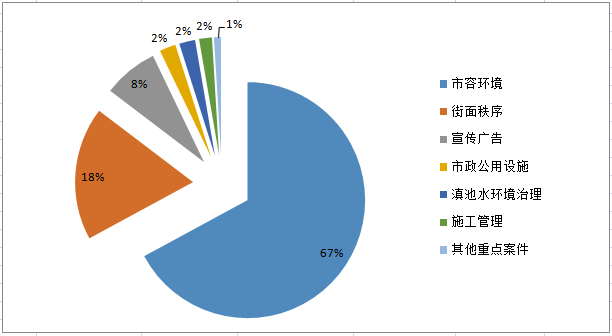 1%
2%
2%
2%
8%
18%
67%
市容环境
街面秩序
宣传广告
市政公用设施
滇池水环境治理
施工管理
其他重点案件